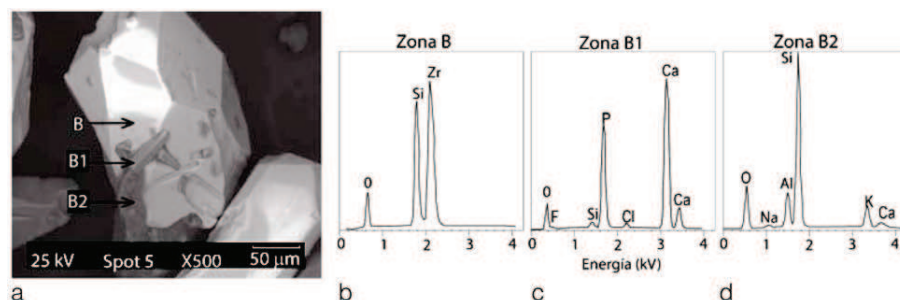 B
B1
B2
25 kV Spot 5 X500 50 µm
a
Zona B
Zr
Si
O
0 1 2 3 4
b
Zona B1
Ca
P
O
F
Si
Cl
Ca
0 1 2 3 4
Energía (kV)
c
Zona B2
Si
O
Na
Al
K
Ca
0 1 2 3 4
d